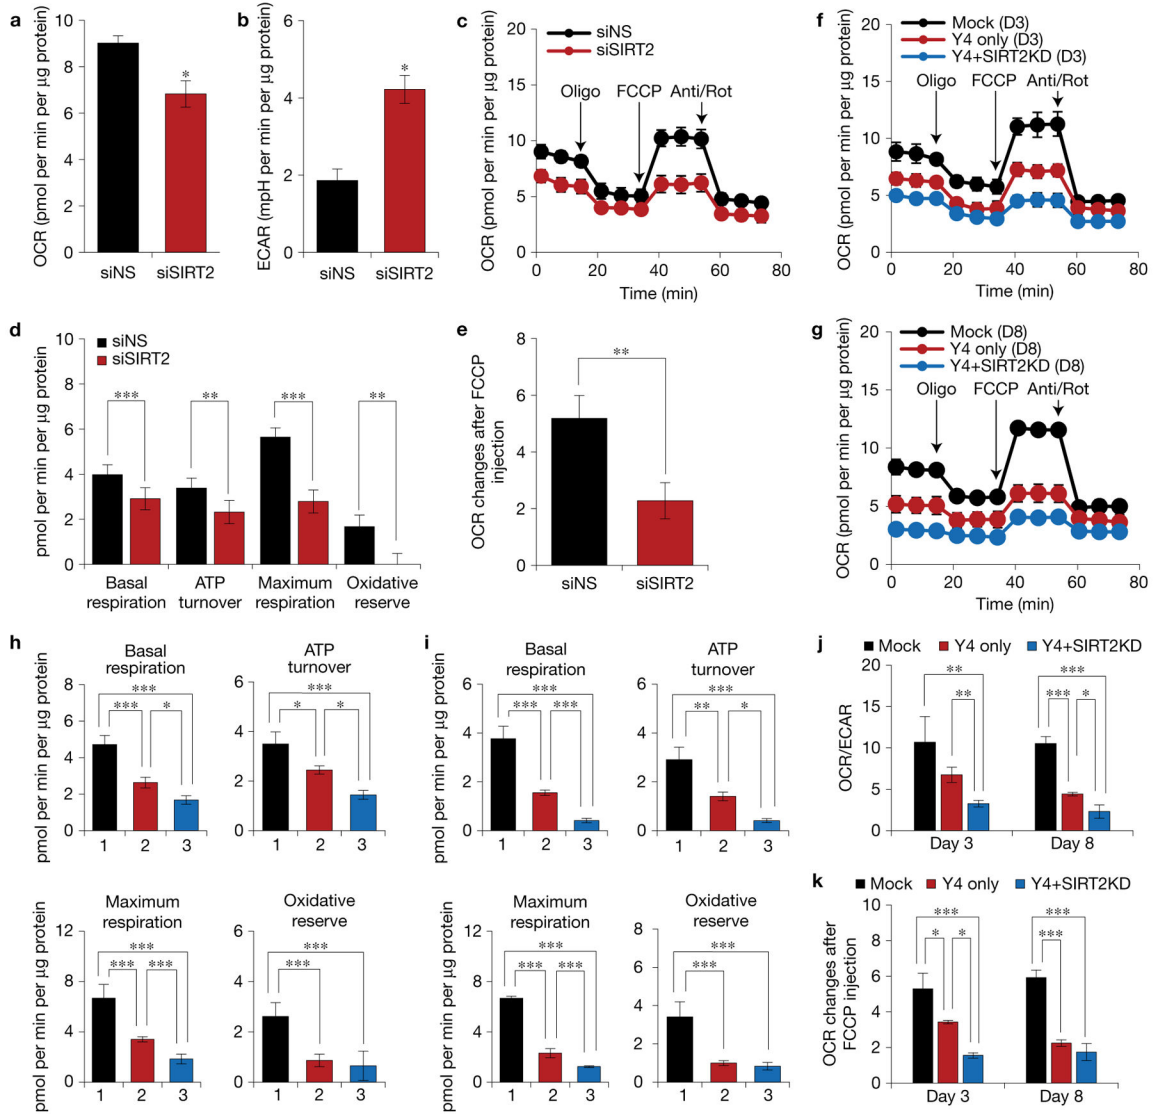 a
OCR (pmol per min per μg protein)
10
9
8
7
6
5
4
3
2
1
0
*
siNS siSIRT2
b
ECAR (mpH per min per μg protein)
6
4
2
0
*
siNS siSIRT2
c
siNS
siSIRT2
OCR (pmol per min per μg protein)
20
15
10
5
0
Oligo FCCP Anti/Rot
0 20 40 60 80
Time (min)
f
Mock (D3)
Y4 only (D3)
Y4+SIRT2KD (D3)
OCR (pmol per min per μg protein)
20
15
10
5
0
Oligo FCCP Anti/Rot
0 20 40 60 80
Time (min)
d
siNS
siSIRT2
pmol per min per μg protein
10
8
6
4
2
0
*** ** *** **
Basal respiration
ATP turnover
Maximum respiration
Oxidative reserve
e
OCR changes after FCCP
injection
8
6
4
2
0
**
siNS siSIRT2
g
Mock (D8)
Y4 only (D8)
Y4+SIRT2KD (D8)
OCR (pmol per min per μg protein)
20
15
10
5
0
Oligo FCCP Anti/Rot
0 20 40 60 80
Time (min)
h
pmol per min per μg protein
Basal
respiration
8
6
4
2
0
***
*** *
1 2 3
ATP
turnover
6
4
2
0
***
* *
1 2 3
pmol per min per μg protein
Maximum
respiration
12
8
4
0
***
*** ***
1 2 3
Oxidative
reserve
6
4
2
0
***
***
1 2 3
i
pmol per min per μg protein
Basal
respiration
6
4
2
0
***
*** ***
1 2 3
ATP
turnover
6
4
2
0
***
** *
1 2 3
pmol per min per μg protein
Maximum
respiration
12
8
4
0
***
*** ***
1 2 3
Oxidative
reserve
8
6
4
2
0
***
***
1 2 3
j
Mock Y4 only Y4+SIRT2KD
OCR/ECAR
20
15
10
5
0
** ***
** *** *
Day 3 Day 8
k
Mock Y4 only Y4+SIRT2KD
OCR changes after
FCCP injection
10
8
6
4
2
0
*** ***
* * ***
Day 3 Day 8